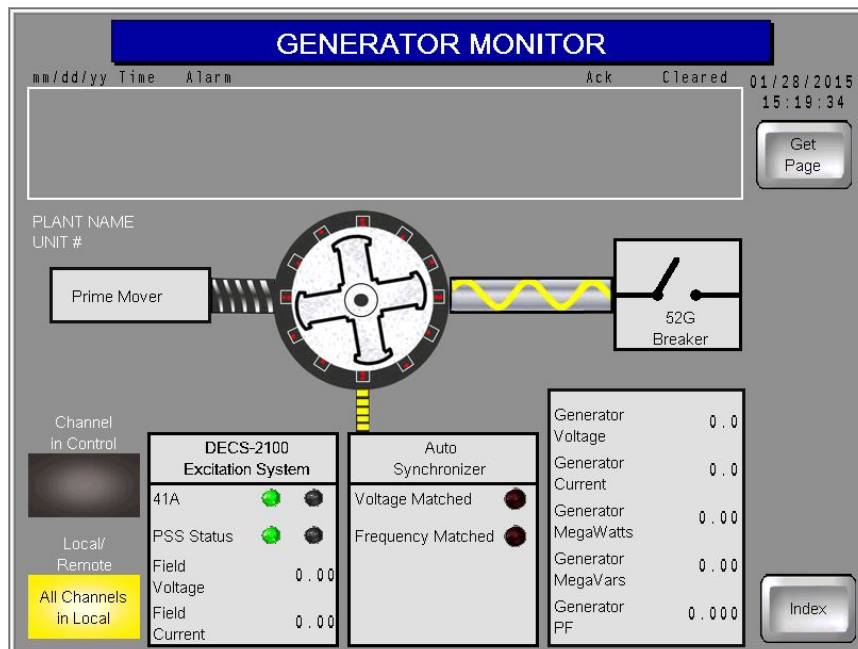 GENERATOR MONITOR
mm/dd/yy Time Alarm Ack Cleared
01/28/2015
15:19:34
Get
Page
PLANT NAME
UNIT #
Prime Mover
52G
Breaker
Channel
in Control
Local/
Remote
All Channels
in Local
DECS-2100
Excitation System
41A
PSS Status
Field
Voltage 0.00
Field
Current 0.00
Auto
Synchronizer
Voltage Matched
Frequency Matched
Generator
Voltage 0.0
Generator
Current 0.0
Generator
MegaWatts 0.00
Generator
MegaVars 0.00
Generator
PF 0.000
Index